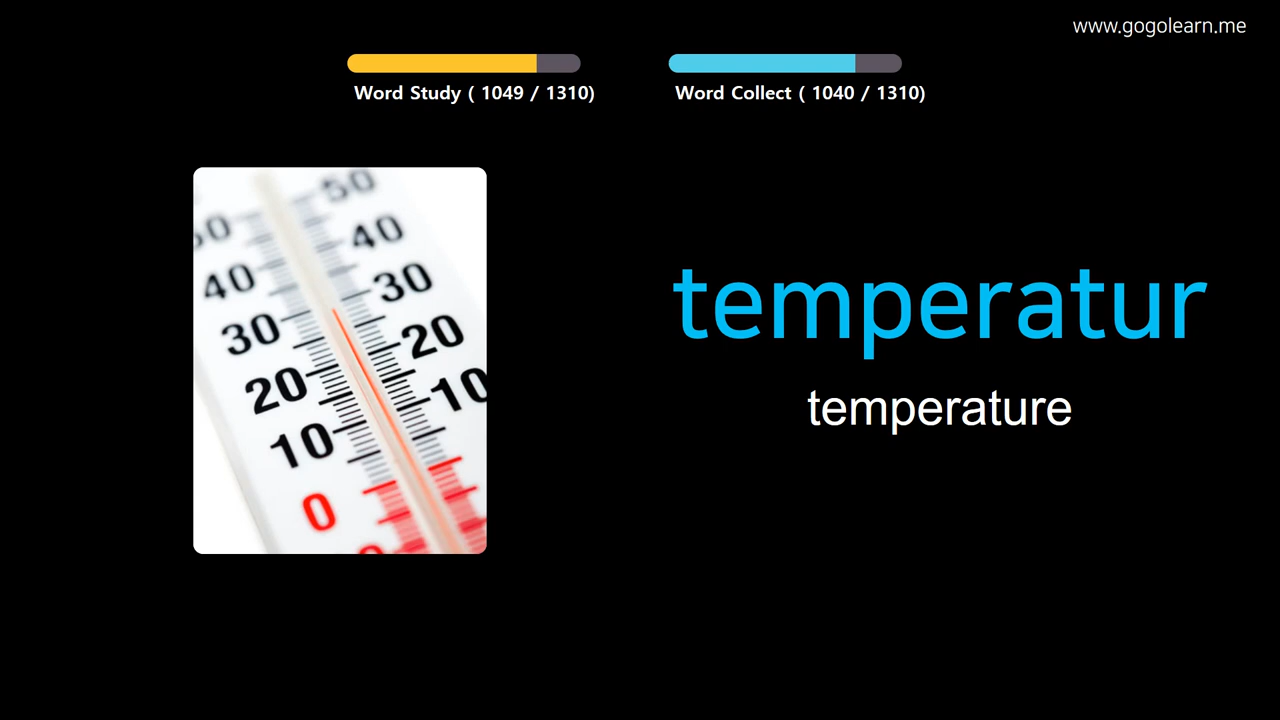 www.gogolearn.me
Word Study ( 1049 / 1310)
Word Collect ( 1040 / 1310)
50
50
40
40
30
30
20
20
10
10
0
temperatur
temperature